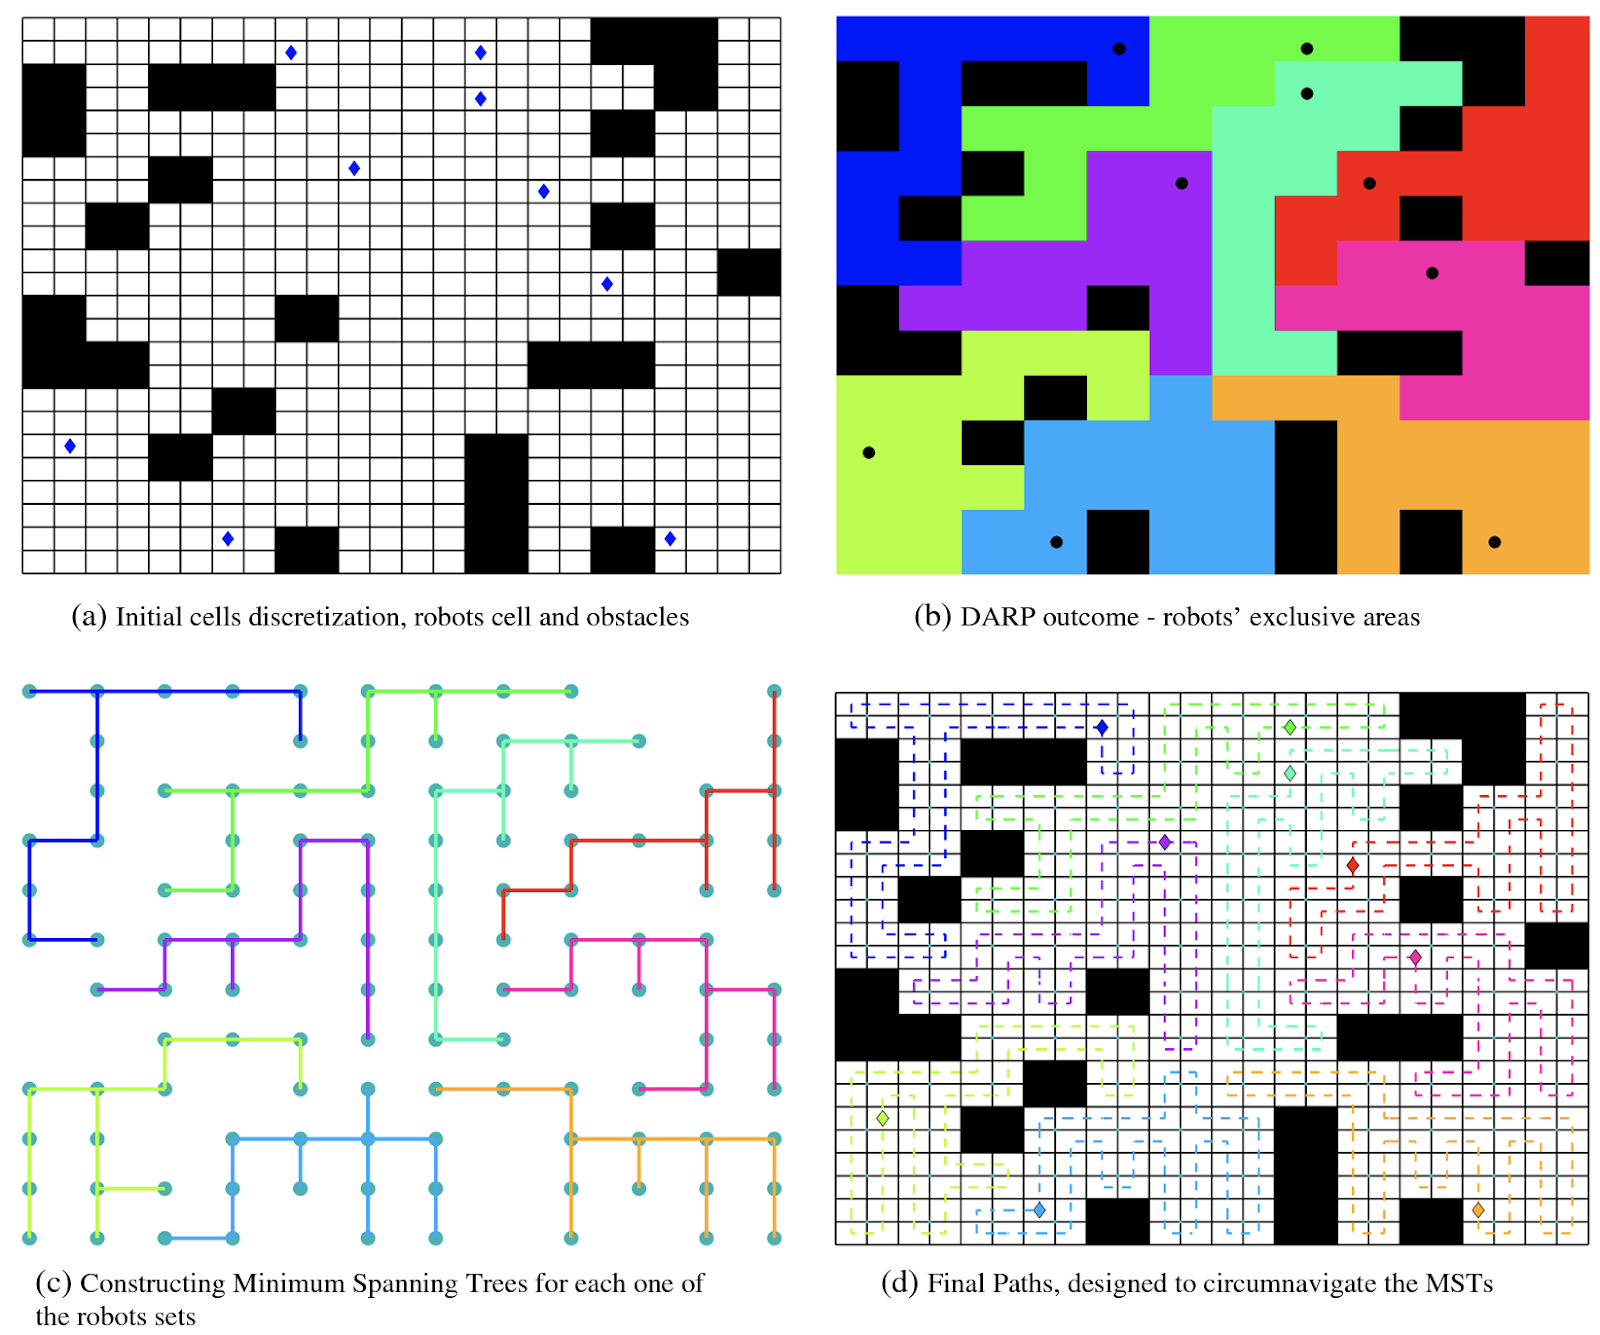 (a) Initial cells discretization, robots cell and obstacles
(b) DARP outcome - robots' exclusive areas
(c) Constructing Minimum Spanning Trees for each one of
the robots sets
(d) Final Paths, designed to circumnavigate the MSTs